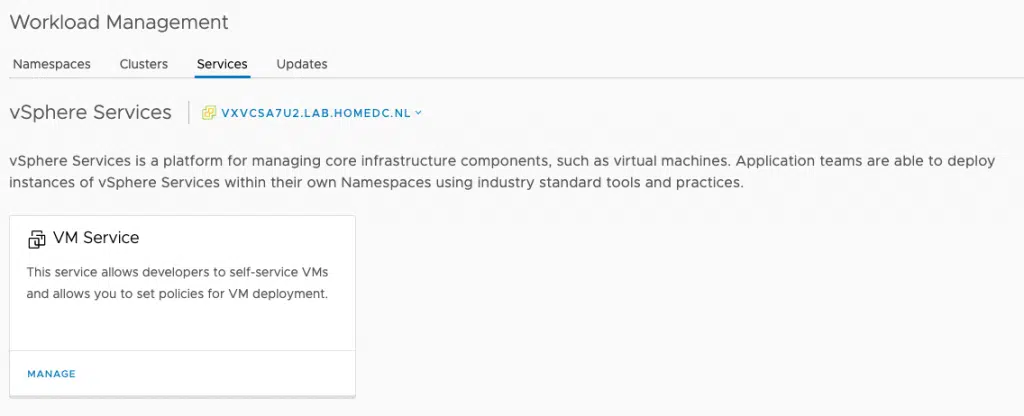 Workload Management
Namespaces Clusters Services Updates
vSphere Services VXVCSA7U2.LAB.HOMEDC.NL
vSphere Services is a platform for managing core infrastructure components, such as virtual machines. Application teams are able to deploy
instances of vSphere Services within their own Namespaces using industry standard tools and practices.
VM Service
This service allows developers to self-service VMs
and allows you to set policies for VM deployment.
MANAGE